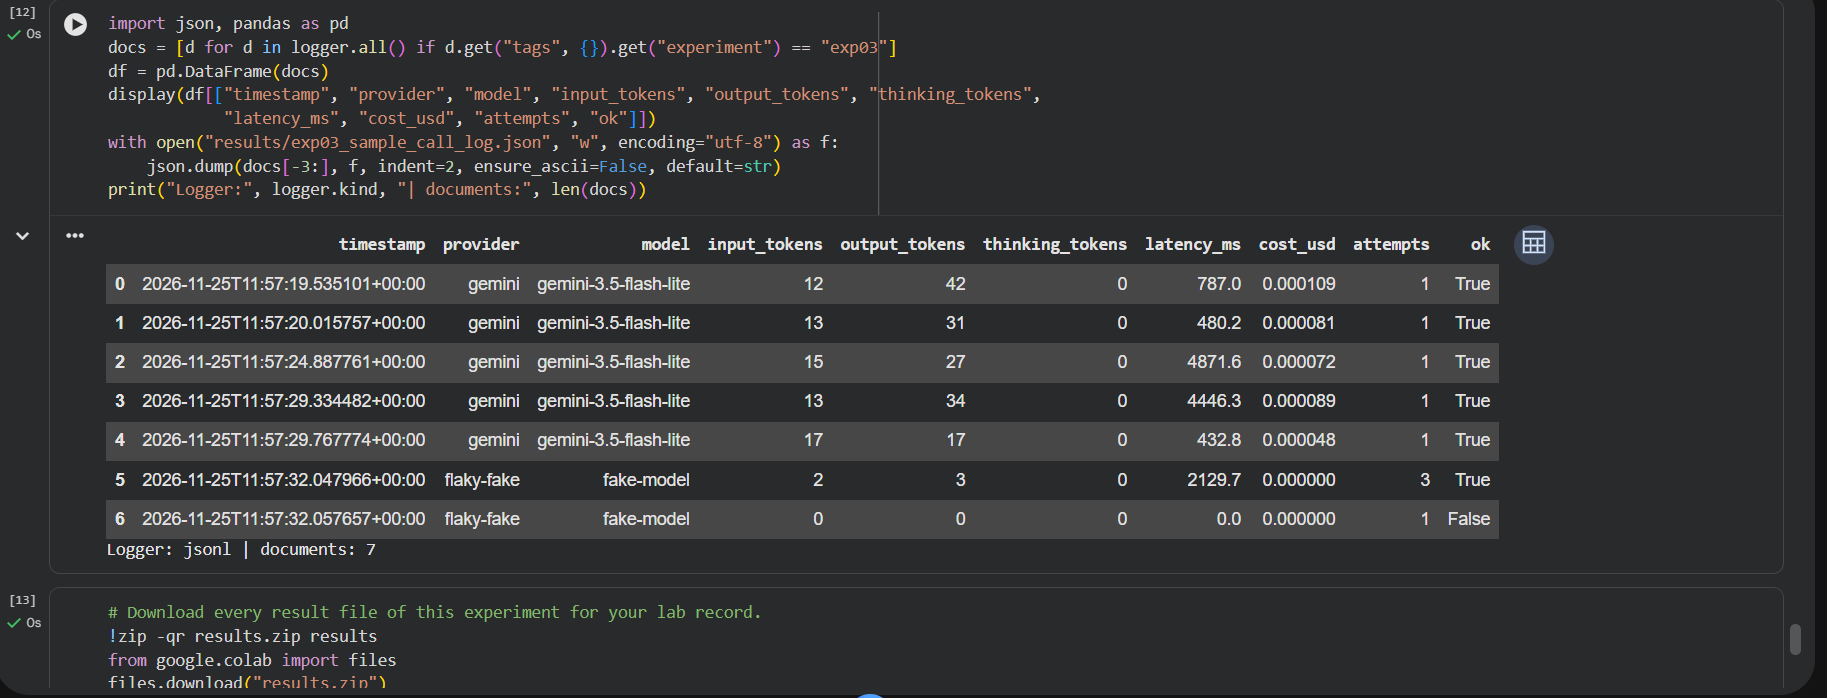 [12]
0s
import json, pandas as pd
docs = [d for d in logger.all() if d.get("tags", {}).get("experiment") == "exp03"]
df = pd.DataFrame(docs)
display(df[["timestamp", "provider", "model", "input_tokens", "output_tokens", "thinking_tokens",
"latency_ms", "cost_usd", "attempts", "ok"]])
with open("results/exp03_sample_call_log.json", "w", encoding="utf-8") as f:
json.dump(docs[-3:], f, indent=2, ensure_ascii=False, default=str)
print("Logger:", logger.kind, "| documents:", len(docs))
timestamp provider model input_tokens output_tokens thinking_tokens latency_ms cost_usd attempts ok
0 2026-11-25T11:57:19.535101+00:00 gemini gemini-3.5-flash-lite 12 42 0 787.0 0.000109 1 True
1 2026-11-25T11:57:20.015757+00:00 gemini gemini-3.5-flash-lite 13 31 0 480.2 0.000081 1 True
2 2026-11-25T11:57:24.887761+00:00 gemini gemini-3.5-flash-lite 15 27 0 4871.6 0.000072 1 True
3 2026-11-25T11:57:29.334482+00:00 gemini gemini-3.5-flash-lite 13 34 0 4446.3 0.000089 1 True
4 2026-11-25T11:57:29.767774+00:00 gemini gemini-3.5-flash-lite 17 17 0 432.8 0.000048 1 True
5 2026-11-25T11:57:32.047966+00:00 flaky-fake fake-model 2 3 0 2129.7 0.000000 3 True
6 2026-11-25T11:57:32.057657+00:00 flaky-fake fake-model 0 0 0 0.0 0.000000 1 False
Logger: jsonl | documents: 7
[13]
0s
# Download every result file of this experiment for your lab record.
!zip -qr results.zip results
from google.colab import files
files.download("results.zip")